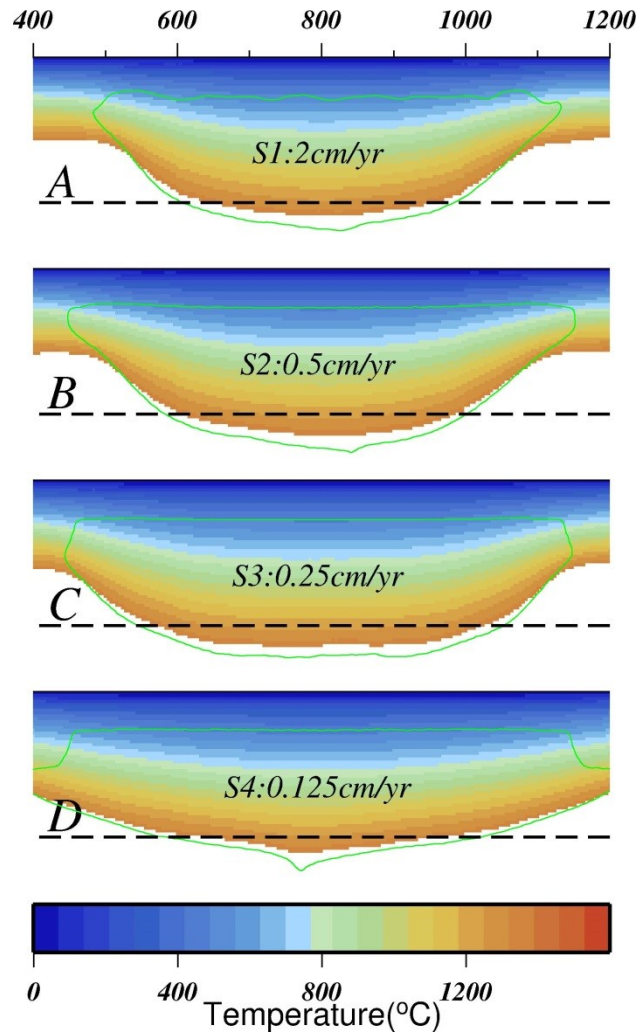 400 600 800 1000 1200
S1:2cm/yr
A
S2:0.5cm/yr
B
S3:0.25cm/yr
C
S4:0.125cm/yr
D
0 400 800 1200
Temperature(°C)